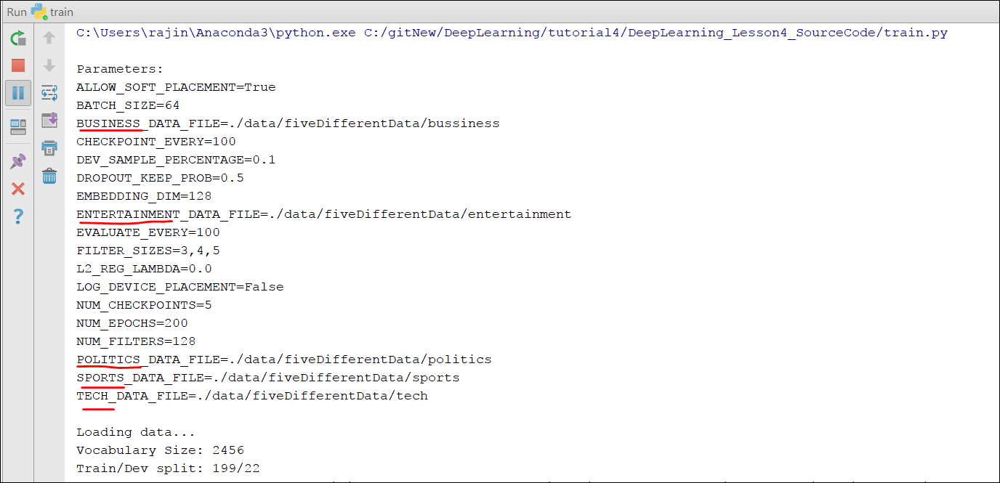 Run train
C:\Users\rajin\Anaconda3\python.exe C:/gitNew/DeepLearning/tutorial4/DeepLearning_Lesson4_SourceCode/train.py
Parameters:
ALLOW_SOFT_PLACEMENT=True
BATCH_SIZE=64
BUSINESS_DATA_FILE=./data/fiveDifferentData/bussiness
CHECKPOINT_EVERY=100
DEV_SAMPLE_PERCENTAGE=0.1
DROPOUT_KEEP_PROB=0.5
EMBEDDING_DIM=128
ENTERTAINMENT_DATA_FILE=./data/fiveDifferentData/entertainment
EVALUATE_EVERY=100
FILTER_SIZES=3,4,5
L2_REG_LAMBDA=0.0
LOG_DEVICE_PLACEMENT=False
NUM_CHECKPOINTS=5
NUM_EPOCHS=200
NUM_FILTERS=128
POLITICS_DATA_FILE=./data/fiveDifferentData/politics
SPORTS_DATA_FILE=./data/fiveDifferentData/sports
TECH_DATA_FILE=./data/fiveDifferentData/tech
Loading data...
Vocabulary Size: 2456
Train/Dev split: 199/22